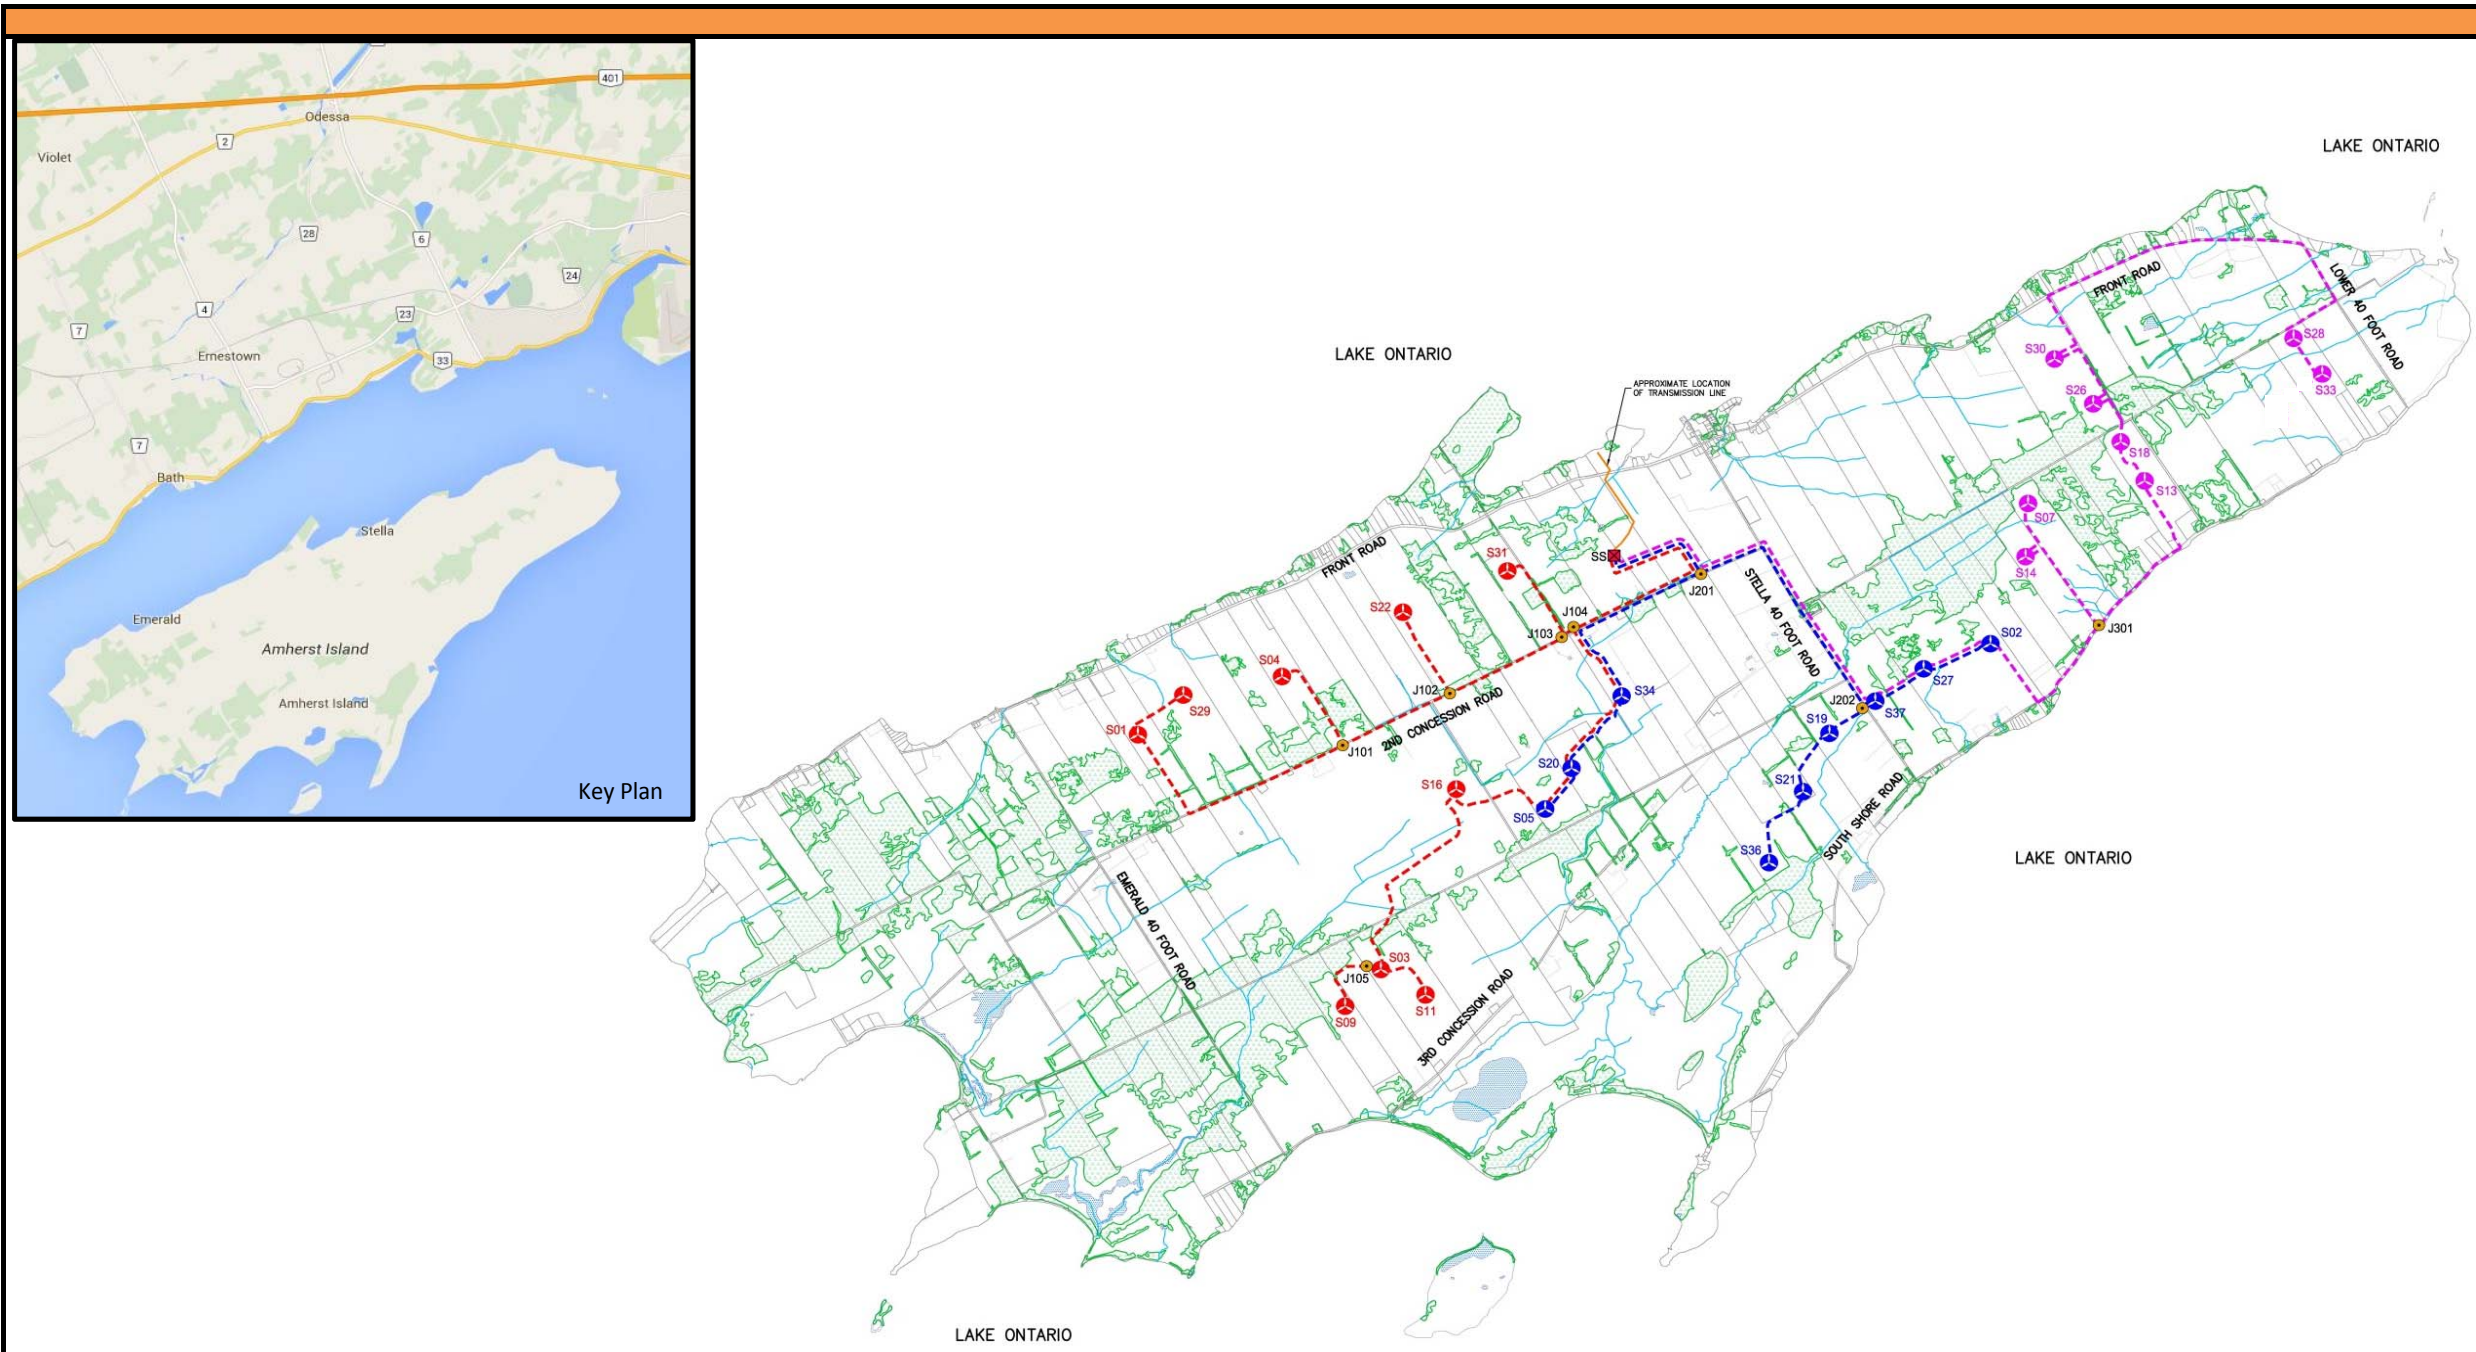 401
Odessa
2
Violet
28
6
24
4
23
7
Ernestown
33
7
Bath
Stella
Emerald
Amherst Island
Amherst Island
Key Plan
LAKE ONTARIO
LAKE ONTARIO
APPROXIMATE LOCATION
OF TRANSMISSION LINE
FRONT ROAD
LOWER 40 FOOT ROAD
S28
S30
S33
S26
S18
S13
S07
S14
FRONT ROAD
SS
S31
J201
STELLA 40 FOOT ROAD
S22
J104
J103
J301
S02
S04
S27
S29
J102
2ND CONCESSION ROAD
S34
J202
S37
S01
S19
J101
S20
S16
S21
S05
SOUTH SHORE ROAD
S36
LAKE ONTARIO
EMERALD 40 FOOT ROAD
S03
J105
S11
S09
3RD CONCESSION ROAD
LAKE ONTARIO